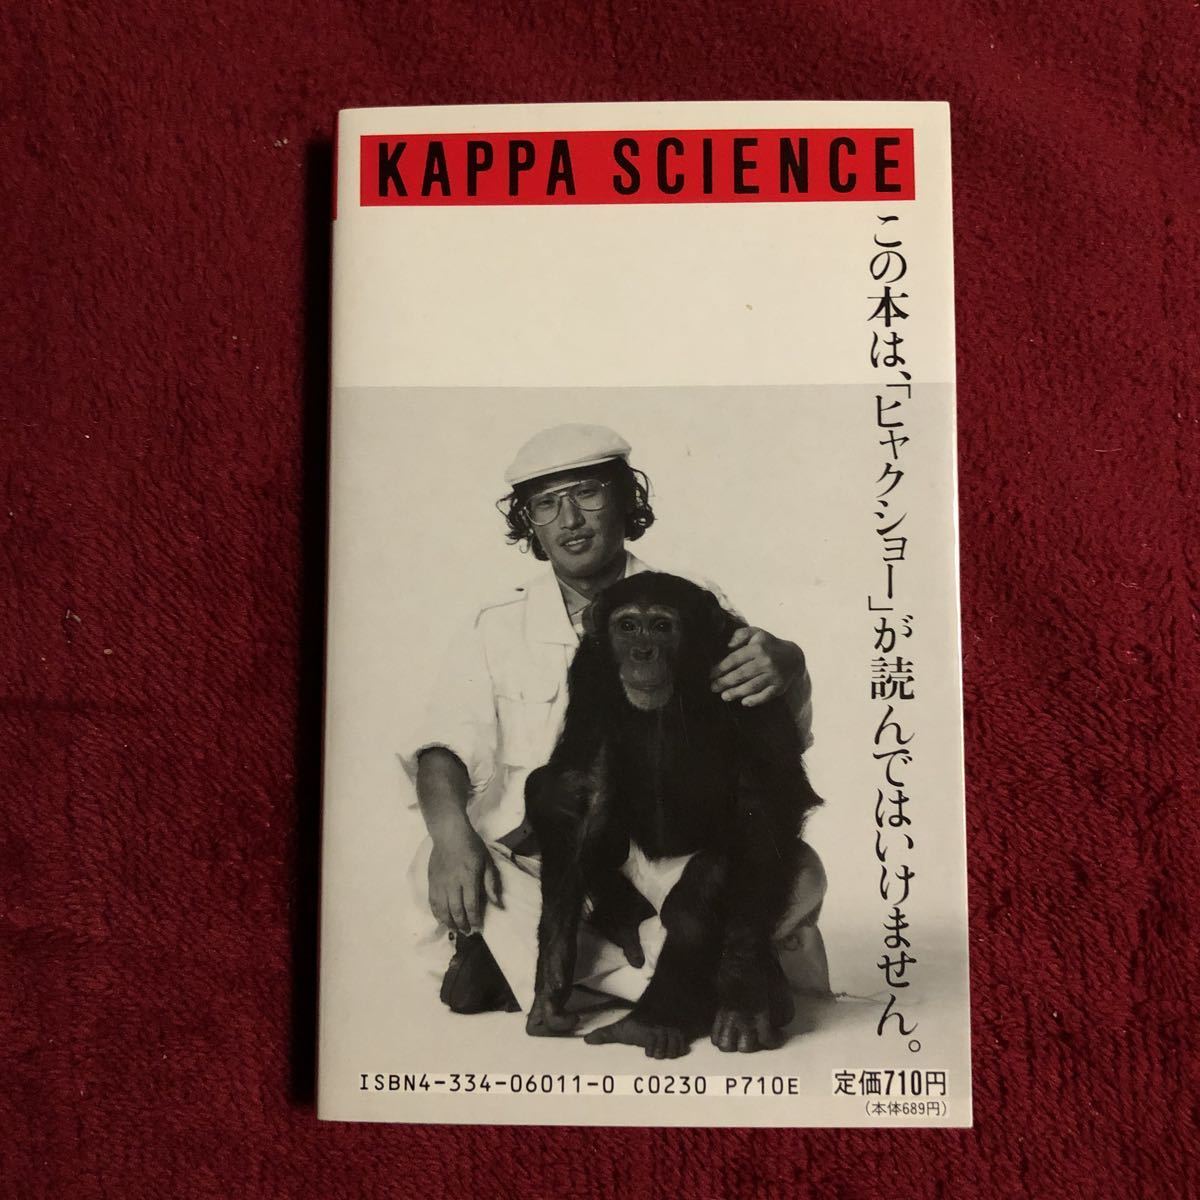 KAPPA SCIENCE
この本は、「ヒャクショー」が読んではいけません。
ISBN4-334-06011-0 C0230 P710E
定価710円
(本体689円)